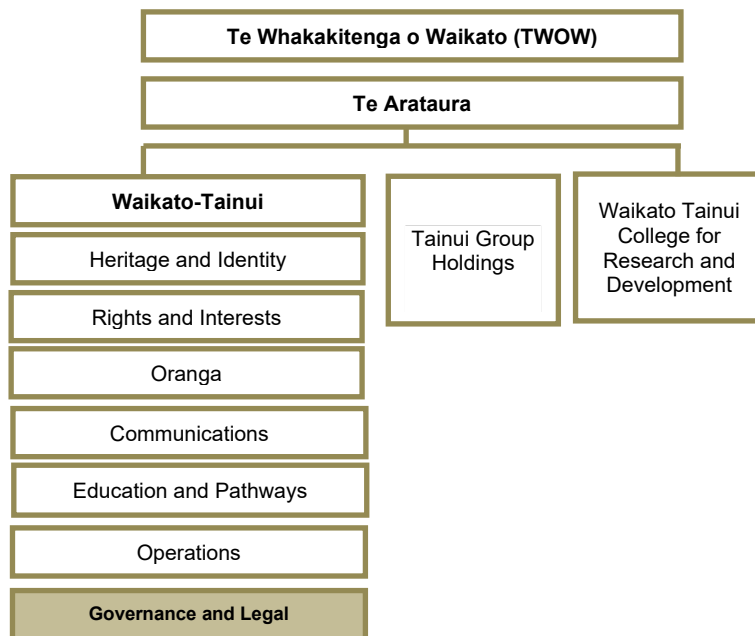 Te Whakakitenga o Waikato (TWOW)
Te Arataura
Waikato-Tainui
Heritage and Identity
Rights and Interests
Oranga
Communications
Education and Pathways
Operations
Governance and Legal
Tainui Group
Holdings
Waikato Tainui
College for
Research and
Development